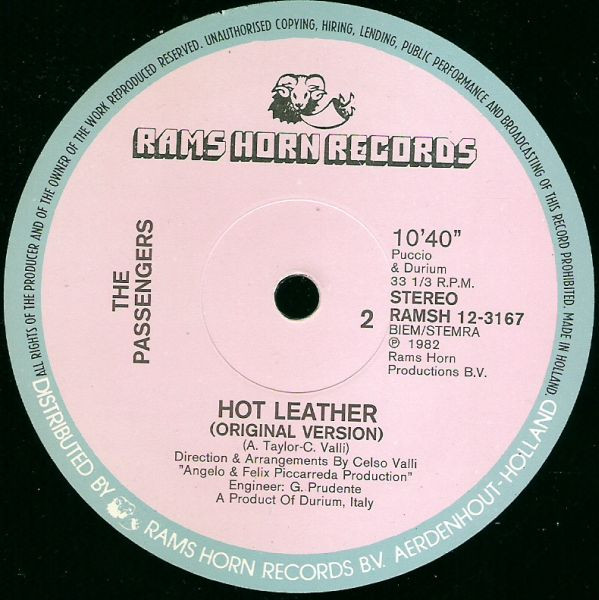 ALL RIGHTS OF THE PRODUCER AND OF THE OWNER OF THE WORK REPRODUCED RESERVED. UNAUTHORISED COPYING, HIRING, LENDING, PUBLIC PERFORMANCE AND BROADCASTING OF THIS RECORD PROHIBITED. MADE IN HOLLAND.
RAMS HORN RECORDS
THE
PASSENGERS
10'40"
Puccio
& Durium
33 1/3 R.P.M.
STEREO
2 RAMSH 12-3167
BIEM/STEMRA
℗ 1982
Rams Horn
Productions B.V.
HOT LEATHER
(ORIGINAL VERSION)
(A. Taylor-C. Valli)
Direction & Arrangements By Celso Valli
"Angelo & Felix Piccarreda Production"
Engineer: G. Prudente
A Product Of Durium, Italy
DISTRIBUTED BY RAMS HORN RECORDS B.V. AERDENHOUT-HOLLAND